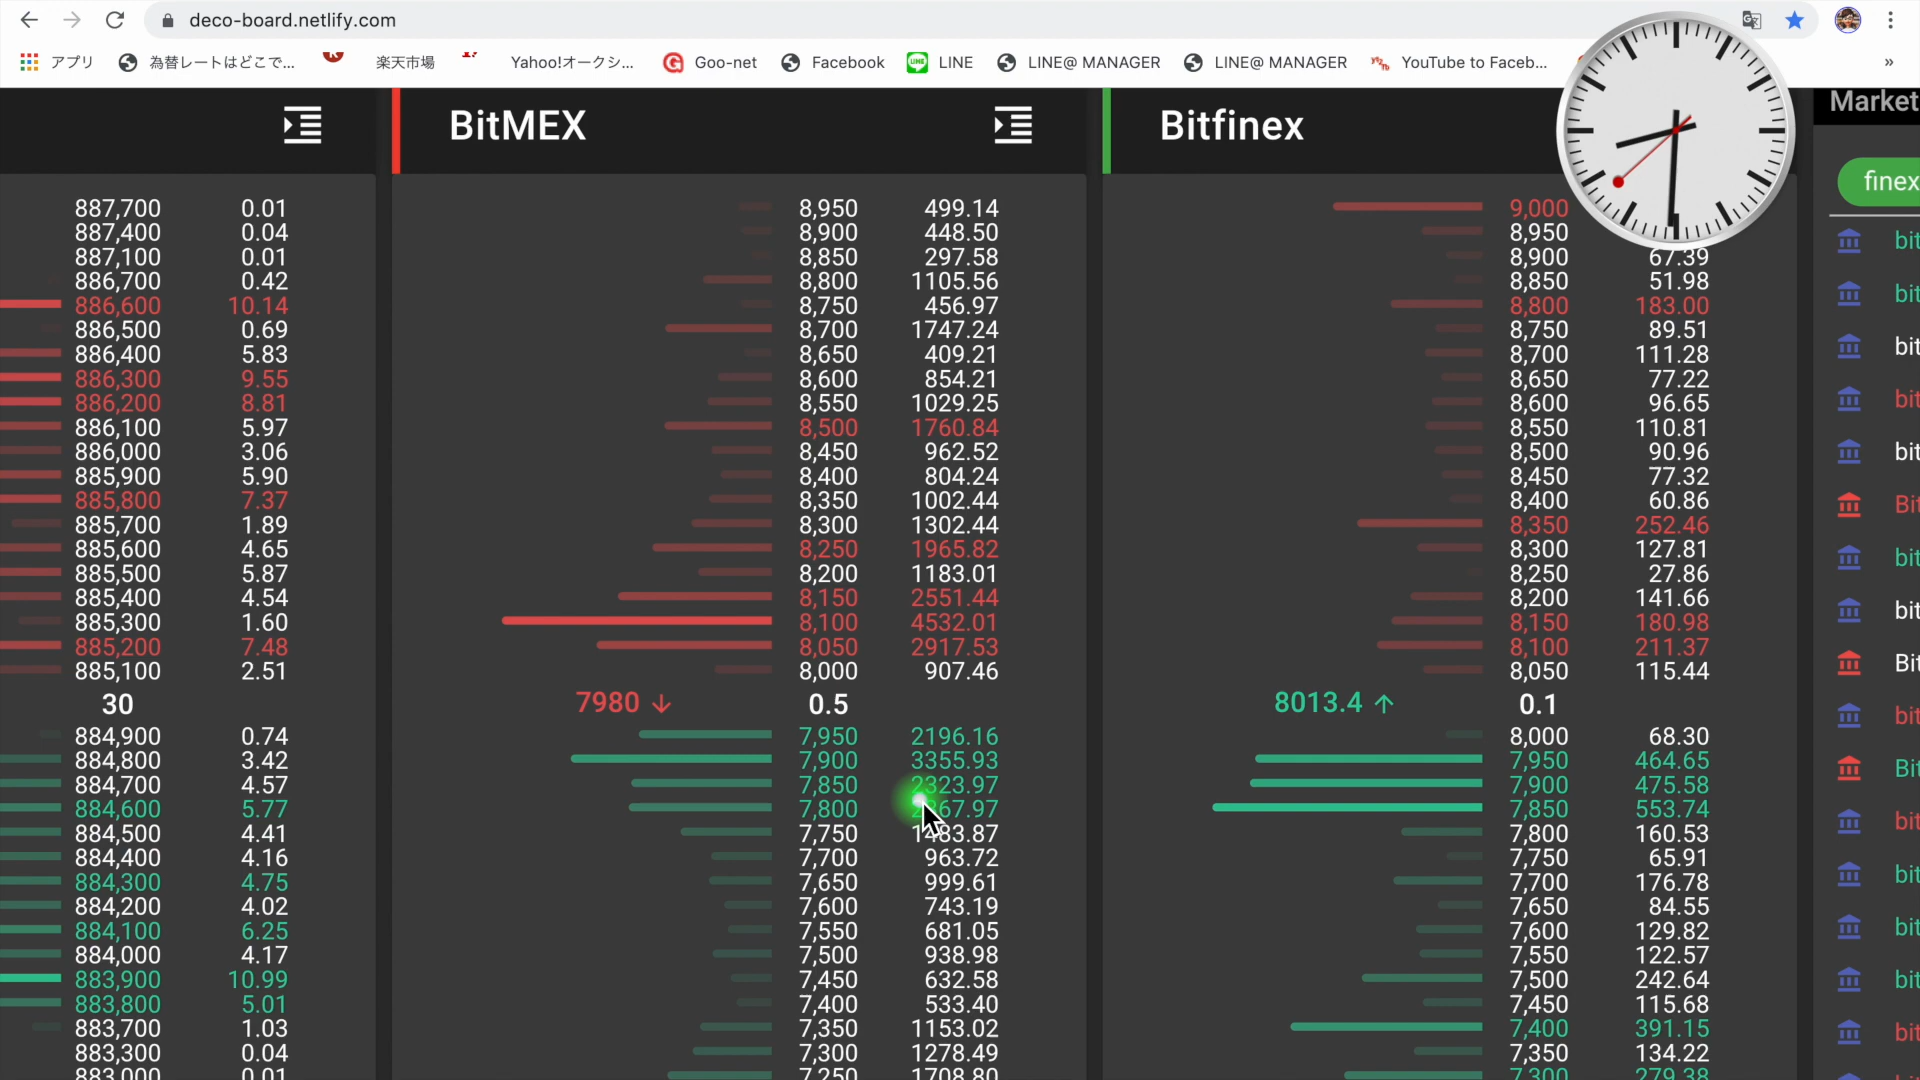 deco-board.netlify.com
アプリ 為替レートはどこで... 楽天市場 Yahoo!オークシ... Goo-net Facebook LINE LINE@ MANAGER LINE@ MANAGER YouTube to Faceb... »
BitMEX Bitfinex Market
finex
887,700 0.01 8,950 499.14 9,000
887,400 0.04 8,900 448.50 8,950
887,100 0.01 8,850 297.58 8,900 67.39
886,700 0.42 8,800 1105.56 8,850 51.98
886,600 10.14 8,750 456.97 8,800 183.00
886,500 0.69 8,700 1747.24 8,750 89.51
886,400 5.83 8,650 409.21 8,700 111.28
886,300 9.55 8,600 854.21 8,650 77.22
886,200 8.81 8,550 1029.25 8,600 96.65
886,100 5.97 8,500 1760.84 8,550 110.81
886,000 3.06 8,450 962.52 8,500 90.96
885,900 5.90 8,400 804.24 8,450 77.32
885,800 7.37 8,350 1002.44 8,400 60.86
885,700 1.89 8,300 1302.44 8,350 252.46
885,600 4.65 8,250 1965.82 8,300 127.81
885,500 5.87 8,200 1183.01 8,250 27.86
885,400 4.54 8,150 2551.44 8,200 141.66
885,300 1.60 8,100 4532.01 8,150 180.98
885,200 7.48 8,050 2917.53 8,100 211.37
885,100 2.51 8,000 907.46 8,050 115.44
30 7980 ↓ 0.5 8013.4 ↑ 0.1
884,900 0.74 7,950 2196.16 8,000 68.30
884,800 3.42 7,900 3355.93 7,950 464.65
884,700 4.57 7,850 2323.97 7,900 475.58
884,600 5.77 7,800 7,850 553.74
884,500 4.41 7,750 7,800 160.53
884,400 4.16 7,700 963.72 7,750 65.91
884,300 4.75 7,650 999.61 7,700 176.78
884,200 4.02 7,600 743.19 7,650 84.55
884,100 6.25 7,550 681.05 7,600 129.82
884,000 4.17 7,500 938.98 7,550 122.57
883,900 10.99 7,450 632.58 7,500 242.64
883,800 5.01 7,400 533.40 7,450 115.68
883,700 1.03 7,350 1153.02 7,400 391.15
883,300 0.04 7,300 1278.49 7,350 134.22
883,000 0.01 7,250 1708.80 7,300 279.38